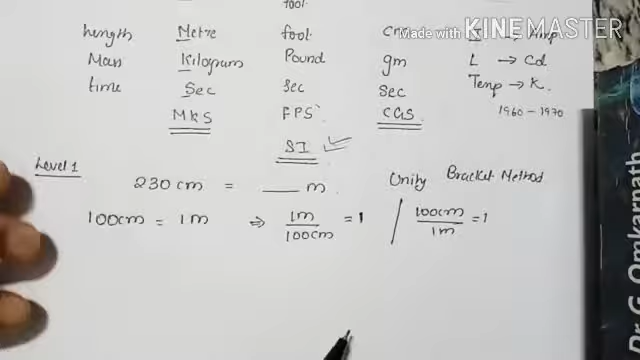 foot
Made with KINEMASTER
Length Metre foot cm I → Amp
Mass Kilogram Pound gm L → Cd
time Sec sec sec Temp → K.
MKS FPS CGS 1960 - 1970
SI
Level 1
230 cm = ___ m Unity Bracket Method
100cm = 1m ⇒ 1m/100cm = 1 / 100cm/1m = 1
Dr G. Omkarnath